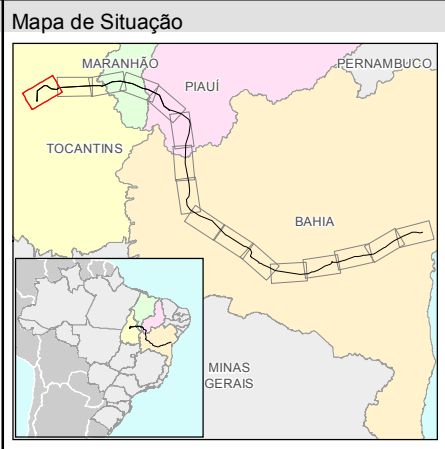 Mapa de Situação
MARANHÃO
PERNAMBUCO
PIAUÍ
TOCANTINS
BAHIA
MINAS
GERAIS